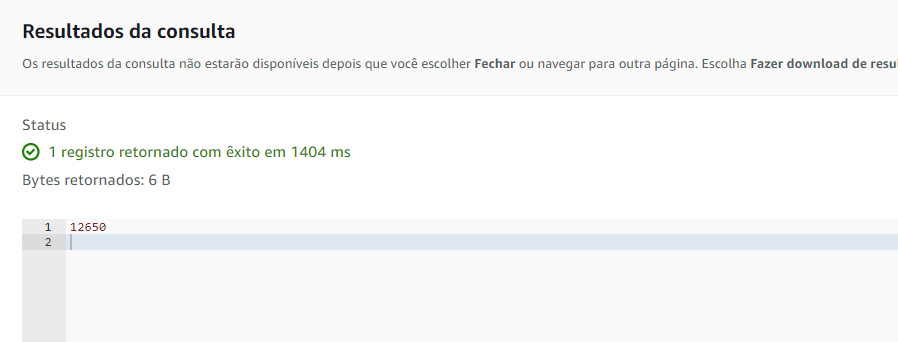 Resultados da consulta
Os resultados da consulta não estarão disponíveis depois que você escolher Fechar ou navegar para outra página. Escolha Fazer download de
Status
1 registro retornado com êxito em 1404 ms
Bytes retornados: 6 B
1 12650
2